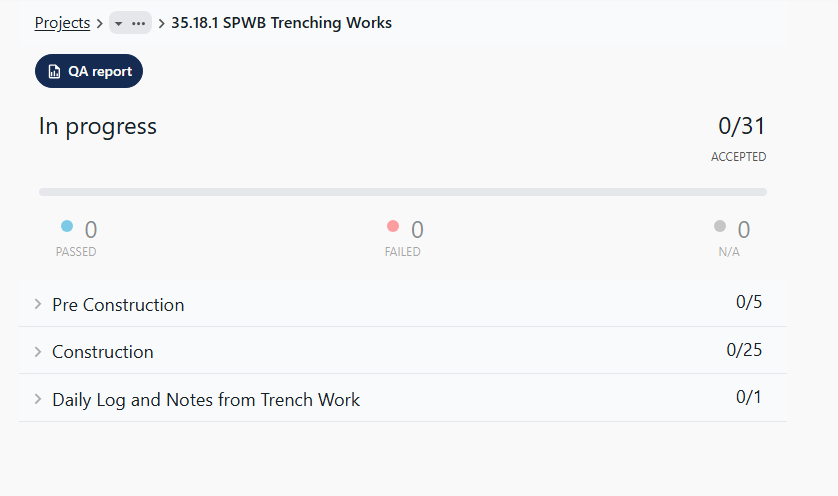 Projects > ... > 35.18.1 SPWB Trenching Works
QA report
In progress 0/31
ACCEPTED
0 0 0
PASSED FAILED N/A
Pre Construction 0/5
Construction 0/25
Daily Log and Notes from Trench Work 0/1